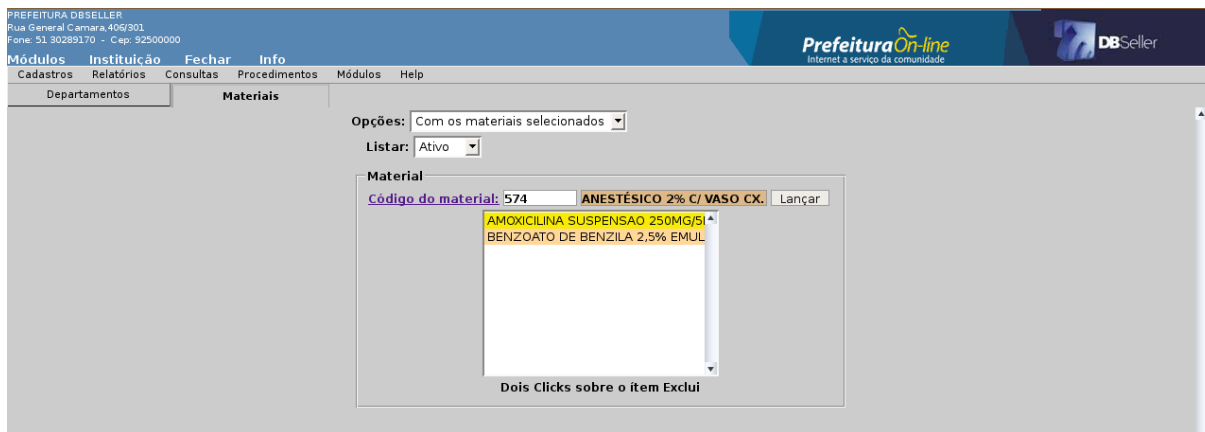 PREFEITURA DBSELLER
Rua General Camara,406/301
Fone: 51 30289170 - Cep: 92500000
Módulos Instituição Fechar Info
Prefeitura On-line
Internet a serviço da comunidade
DBSeller
Cadastros Relatórios Consultas Procedimentos Módulos Help
Departamentos Materiais
Opções: Com os materiais selecionados
Listar: Ativo
Material
Código do material: 574 ANESTÉSICO 2% C/ VASO CX. Lançar
AMOXICILINA SUSPENSAO 250MG/5
BENZOATO DE BENZILA 2,5% EMUL
Dois Clicks sobre o ítem Exclui